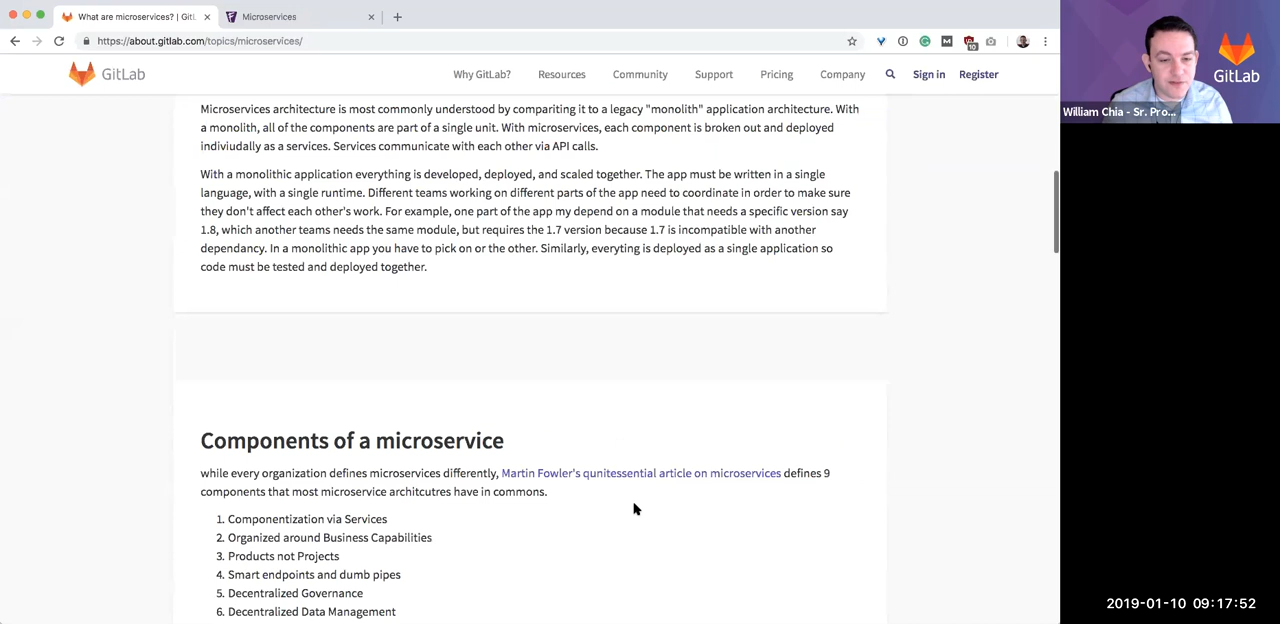 What are microservices? | GitL
Microservices
https://about.gitlab.com/topics/microservices/
10
GitLab
Why GitLab?
Resources
Community
Support
Pricing
Company
Sign in
Register
GitLab
William Chia - Sr. Pro...
Microservices architecture is most commonly understood by compariting it to a legacy "monolith" application architecture. With
a monolith, all of the components are part of a single unit. With microservices, each component is broken out and deployed
indiviudally as a services. Services communicate with each other via API calls.
With a monolithic application everything is developed, deployed, and scaled together. The app must be written in a single
language, with a single runtime. Different teams working on different parts of the app need to coordinate in order to make sure
they don't affect each other's work. For example, one part of the app my depend on a module that needs a specific version say
1.8, which another teams needs the same module, but requires the 1.7 version because 1.7 is incompatible with another
dependancy. In a monolithic app you have to pick on or the other. Similarly, everyting is deployed as a single application so
code must be tested and deployed together.
Components of a microservice
while every organization defines microservices differently, Martin Fowler's qunitessential article on microservices defines 9
components that most microservice architcutres have in commons.
1. Componentization via Services
2. Organized around Business Capabilities
3. Products not Projects
4. Smart endpoints and dumb pipes
5. Decentralized Governance
6. Decentralized Data Management
2019-01-10 09:17:52